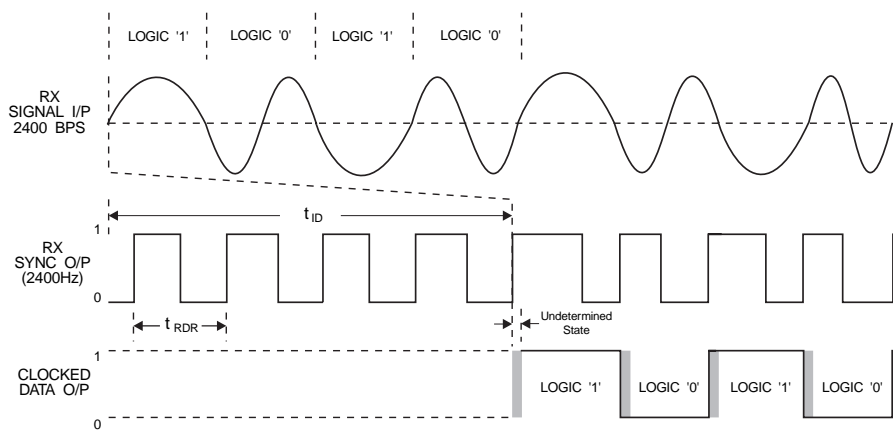 LOGIC '1' LOGIC '0' LOGIC '1' LOGIC '0'
RX
SIGNAL I/P
2400 BPS
t ID
1
RX
SYNC O/P
(2400Hz)
0
t RDR
Undetermined
State
1
CLOCKED
DATA O/P
LOGIC '1' LOGIC '0' LOGIC '1' LOGIC '0'
0